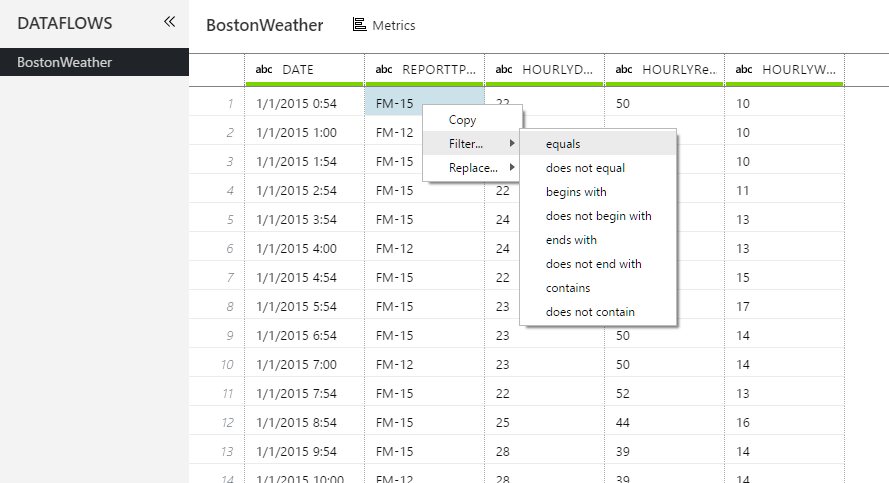 DATAFLOWS «
BostonWeather
BostonWeather Metrics
abc DATE abc REPORTTP... abc HOURLYD... abc HOURLYRe... abc HOURLYW...
1 1/1/2015 0:54 FM-15 22 50 10
2 1/1/2015 1:00 FM-12 10
3 1/1/2015 1:54 FM-15 10
4 1/1/2015 2:54 FM-15 22 11
5 1/1/2015 3:54 FM-15 24 13
6 1/1/2015 4:00 FM-12 24 13
7 1/1/2015 4:54 FM-15 22 15
8 1/1/2015 5:54 FM-15 23 17
9 1/1/2015 6:54 FM-15 23 50 14
10 1/1/2015 7:00 FM-12 23 50 14
11 1/1/2015 7:54 FM-15 22 52 13
12 1/1/2015 8:54 FM-15 25 44 16
13 1/1/2015 9:54 FM-15 28 39 14
14 1/1/2015 10:00 FM-12 28 39 14
Copy
Filter...
Replace...
equals
does not equal
begins with
does not begin with
ends with
does not end with
contains
does not contain